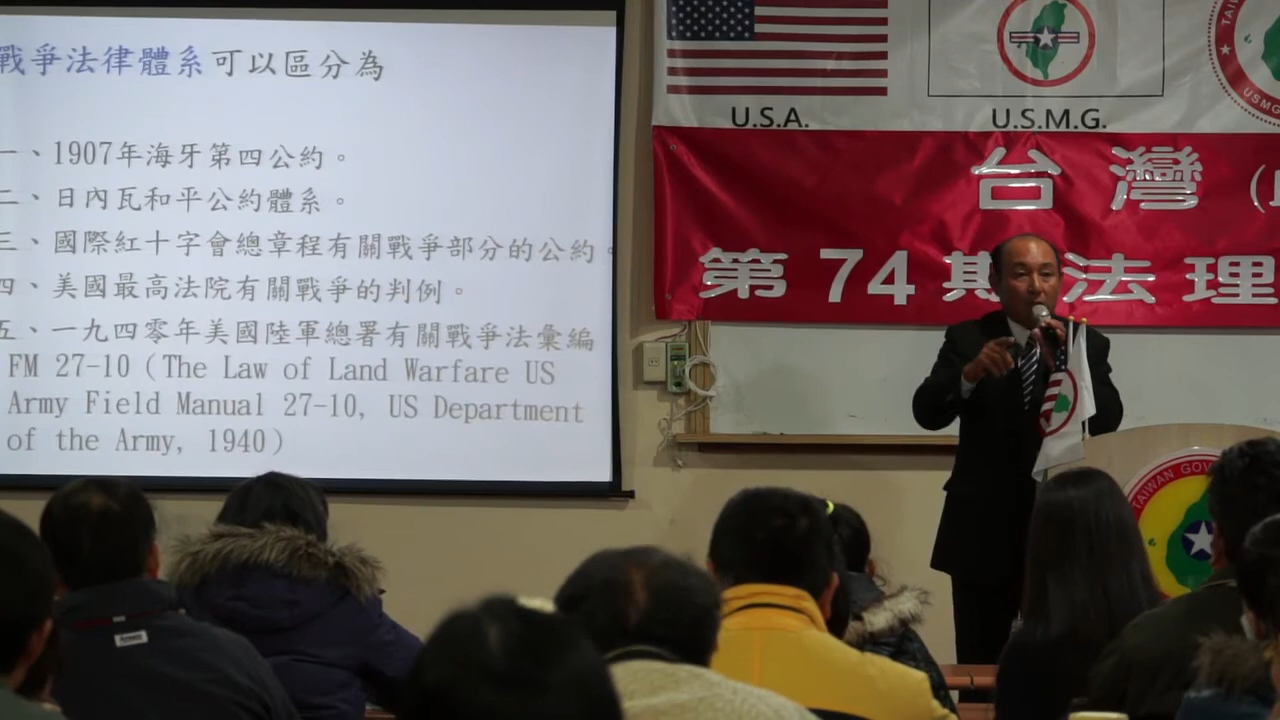 戰爭法律體系可以區分為
一、1907年海牙第四公約。
二、日內瓦和平公約體系。
三、國際紅十字會總章程有關戰爭部分的公約。
四、美國最高法院有關戰爭的判例。
五、一九四零年美國陸軍總署有關戰爭法彙編
FM 27-10 (The Law of Land Warfare US
Army Field Manual 27-10, US Department
of the Army, 1940)
U.S.A.
U.S.M.G.
USMG
台灣
第74期法理
TAIWAN GOV